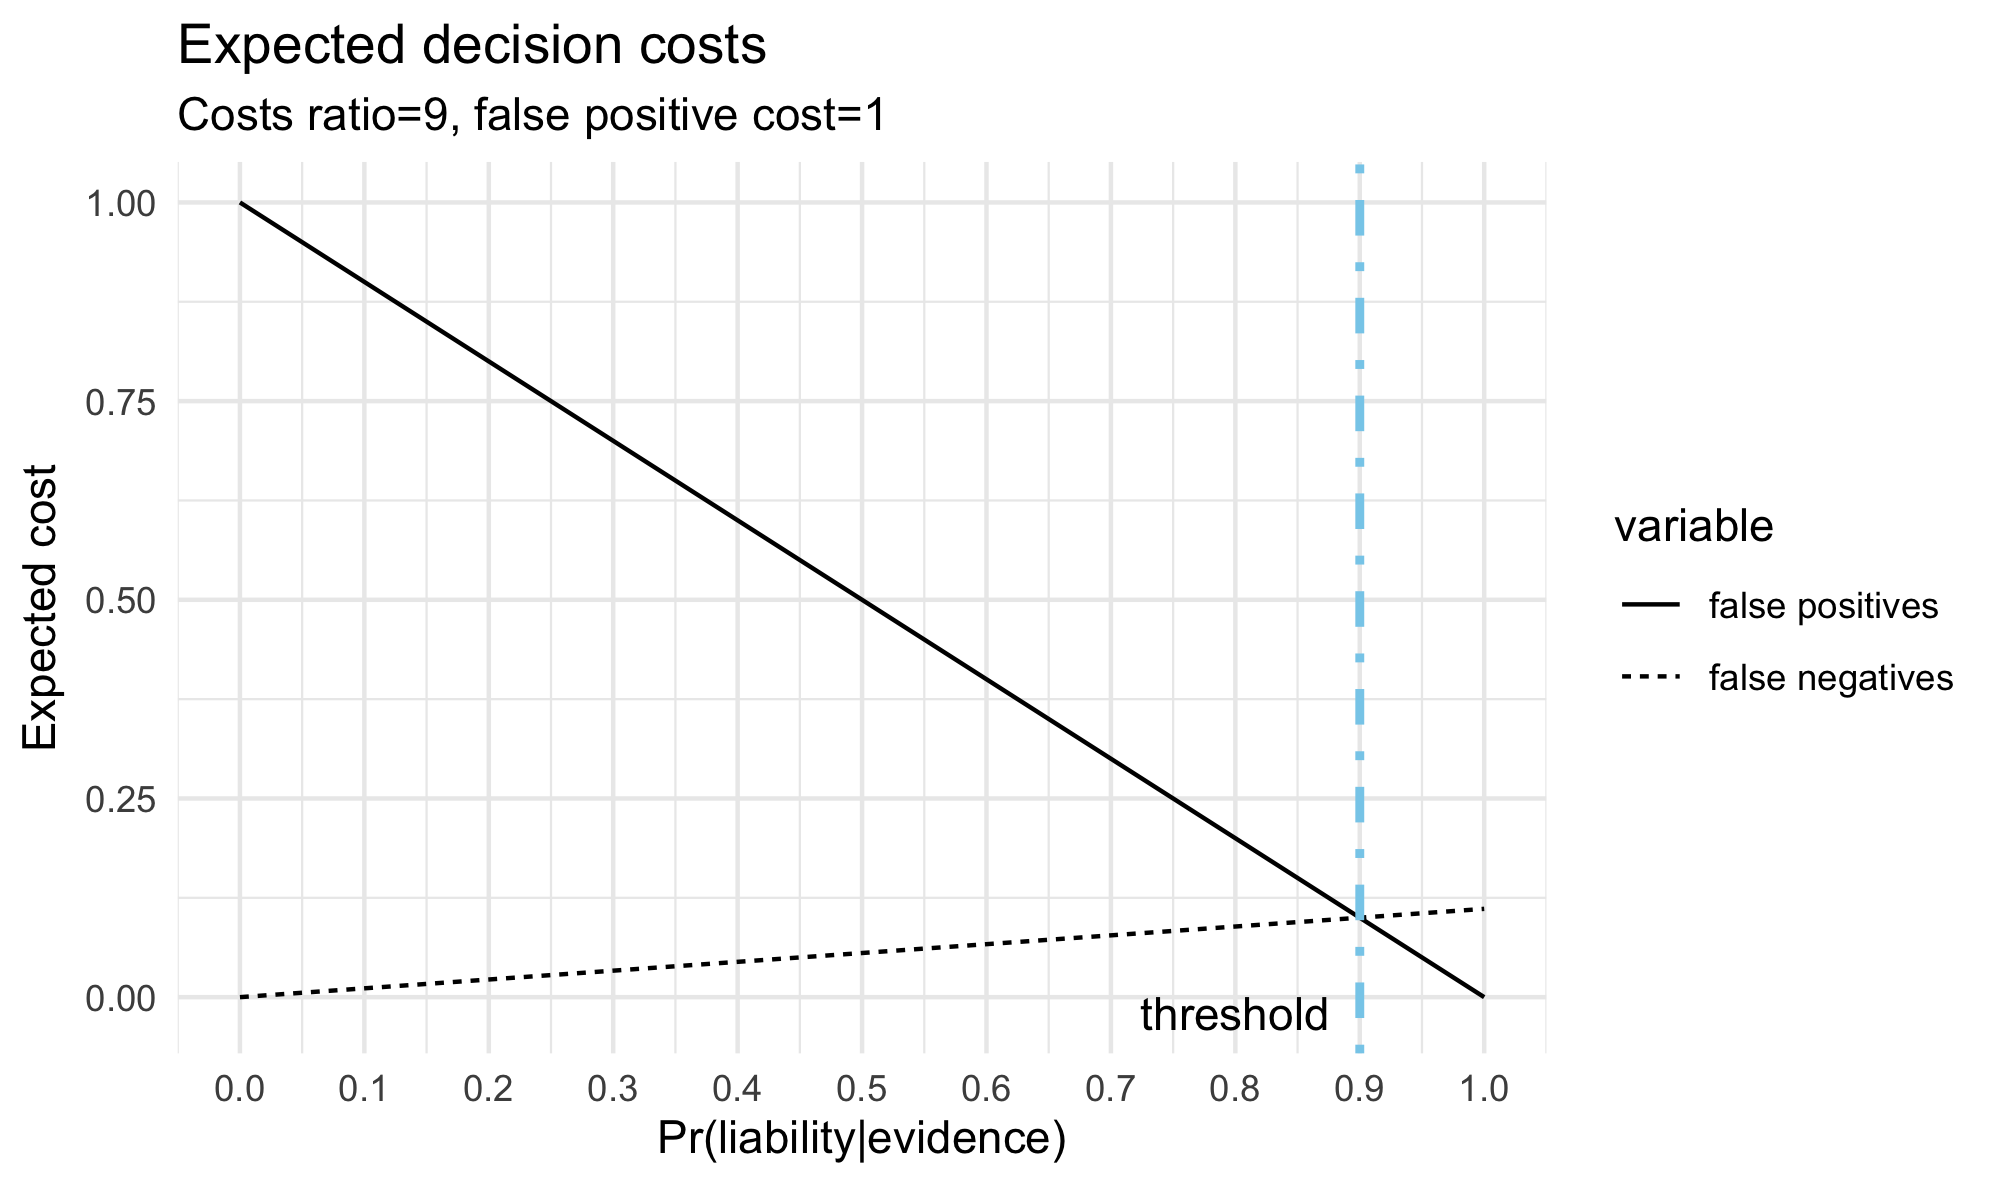 Expected decision costs
Costs ratio=9, false positive cost=1
Expected cost
1.00
0.75
0.50
0.25
0.00
threshold
0.0 0.1 0.2 0.3 0.4 0.5 0.6 0.7 0.8 0.9 1.0
Pr(liability|evidence)
variable
false positives
false negatives